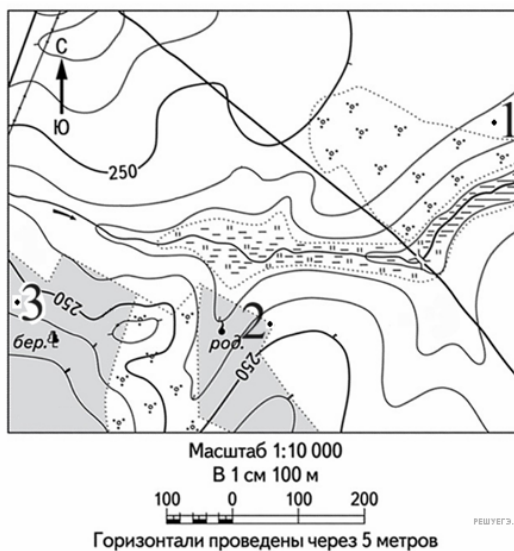 С
Ю
1
250
3
250
бер.
2
род.
250
Масштаб 1:10 000
В 1 см 100 м
100 0 100 200
РЕШУЕГЭ.
Горизонтали проведены через 5 метров